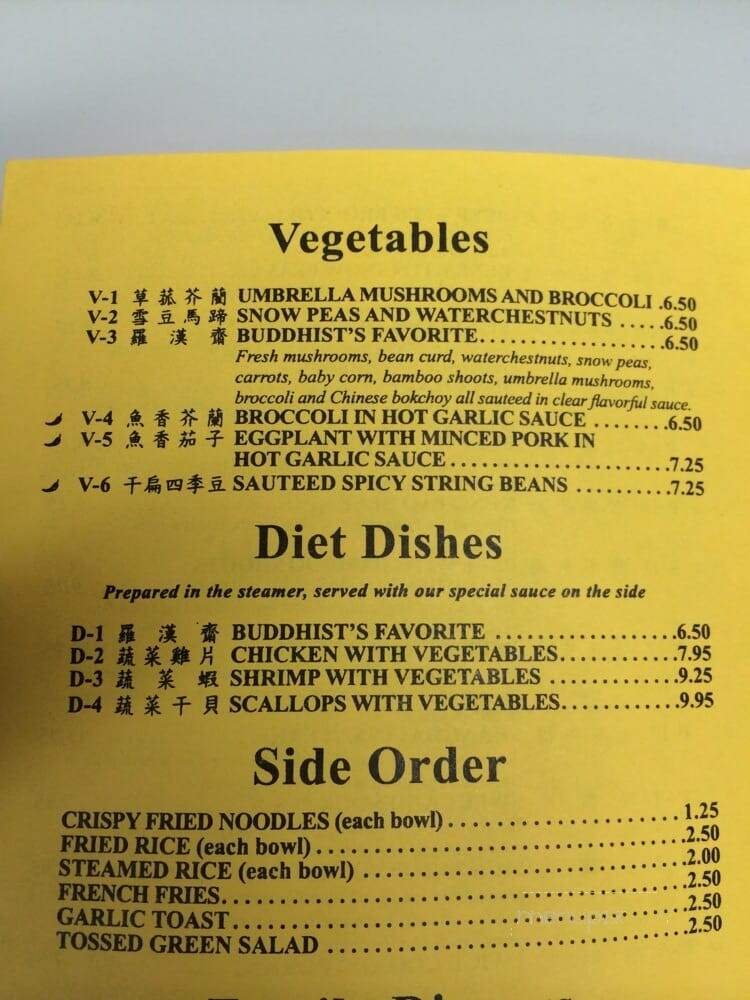 Vegetables
V-1 草菰芥蘭 UMBRELLA MUSHROOMS AND BROCCOLI .6.50
V-2 雪豆馬蹄 SNOW PEAS AND WATERCHESTNUTS .....6.50
V-3 羅漢齋 BUDDHIST'S FAVORITE..................6.50
Fresh mushrooms, bean curd, waterchestnuts, snow peas,
carrots, baby corn, bamboo shoots, umbrella mushrooms,
broccoli and Chinese bokchoy all sauteed in clear flavorful sauce.
V-4 魚香芥蘭 BROCCOLI IN HOT GARLIC SAUCE ........6.50
V-5 魚香茄子 EGGPLANT WITH MINCED PORK IN
HOT GARLIC SAUCE......................7.25
V-6 干扁四季豆 SAUTEED SPICY STRING BEANS ..........7.25
Diet Dishes
Prepared in the steamer, served with our special sauce on the side
D-1 羅漢齋 BUDDHIST'S FAVORITE ..................6.50
D-2 蔬菜雞片 CHICKEN WITH VEGETABLES............7.95
D-3 蔬菜蝦 SHRIMP WITH VEGETABLES .............9.25
D-4 蔬菜干貝 SCALLOPS WITH VEGETABLES............9.95
Side Order
CRISPY FRIED NOODLES (each bowl).......................1.25
FRIED RICE (each bowl)....................................2.50
STEAMED RICE (each bowl) ................................2.00
FRENCH FRIES.............................................2.50
GARLIC TOAST............................................2.50
TOSSED GREEN SALAD ...................................2.50